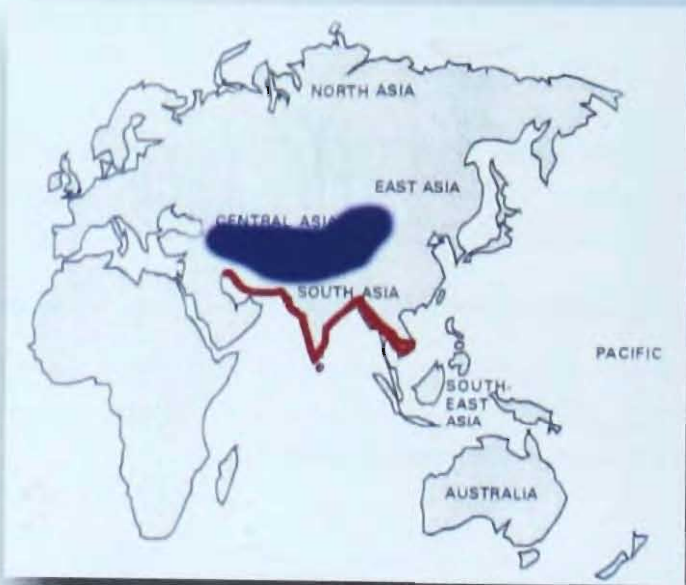 NORTH ASIA
EAST ASIA
CENTRAL ASIA
SOUTH ASIA
PACIFIC
SOUTH-
EAST
ASIA
AUSTRALIA